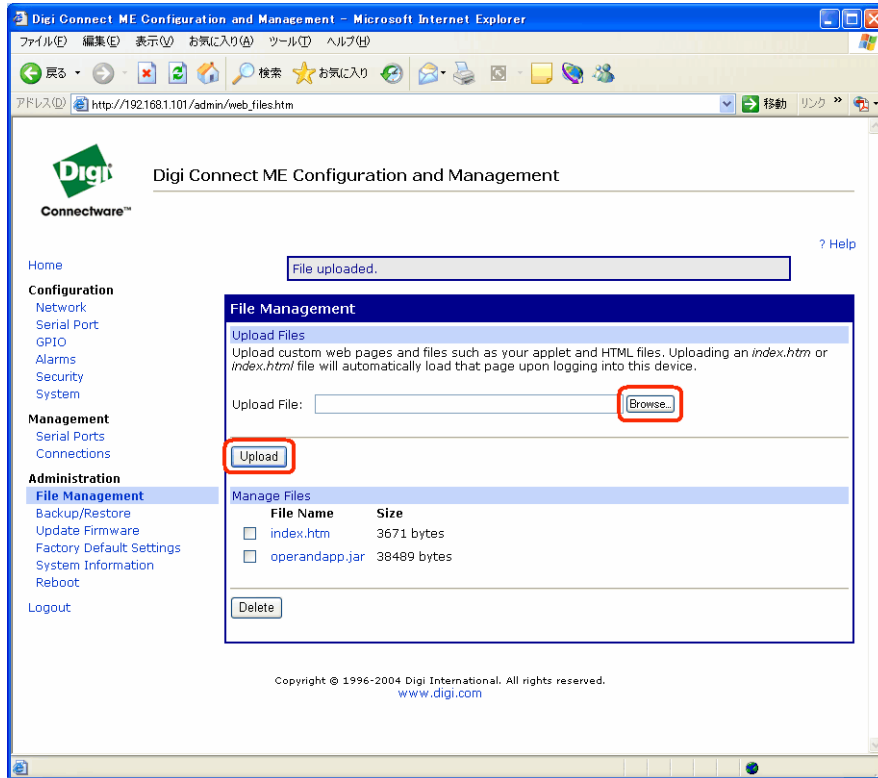 Digi Connect ME Configuration and Management - Microsoft Internet Explorer
ファイル(F) 編集(E) 表示(V) お気に入り(A) ツール(T) ヘルプ(H)
戻る 検索 お気に入り
アドレス(D) http://192.168.1.101/admin/web_files.htm 移動 リンク »
Digi
Connectware™
Digi Connect ME Configuration and Management
? Help
Home
Configuration
Network
Serial Port
GPIO
Alarms
Security
System
Management
Serial Ports
Connections
Administration
File Management
Backup/Restore
Update Firmware
Factory Default Settings
System Information
Reboot
Logout
File uploaded.
File Management
Upload Files
Upload custom web pages and files such as your applet and HTML files. Uploading an index.htm or
index.html file will automatically load that page upon logging into this device.
Upload File: Browse...
Upload
Manage Files
File Name Size
index.htm 3671 bytes
operandapp.jar 38489 bytes
Delete
Copyright © 1996-2004 Digi International. All rights reserved.
www.digi.com